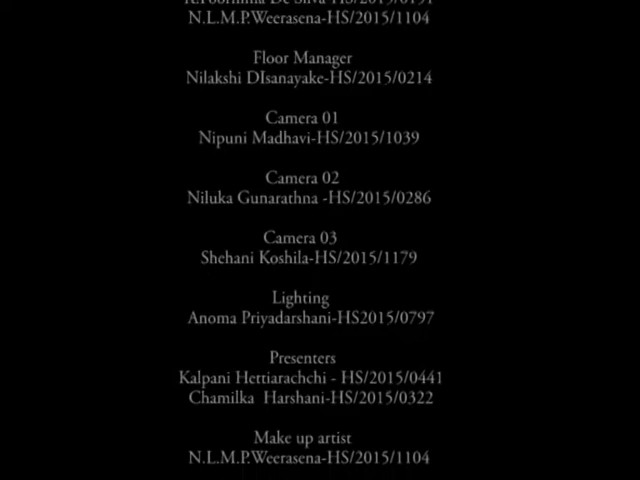 N.L.M.P.Weerasena-HS/2015/1104
Floor Manager
Nilakshi DIsanayake-HS/2015/0214
Camera 01
Nipuni Madhavi-HS/2015/1039
Camera 02
Niluka Gunarathna -HS/2015/0286
Camera 03
Shehani Koshila-HS/2015/1179
Lighting
Anoma Priyadarshani-HS2015/0797
Presenters
Kalpani Hettiarachchi - HS/2015/0441
Chamilka  Harshani-HS/2015/0322
Make up artist
N.L.M.P.Weerasena-HS/2015/1104